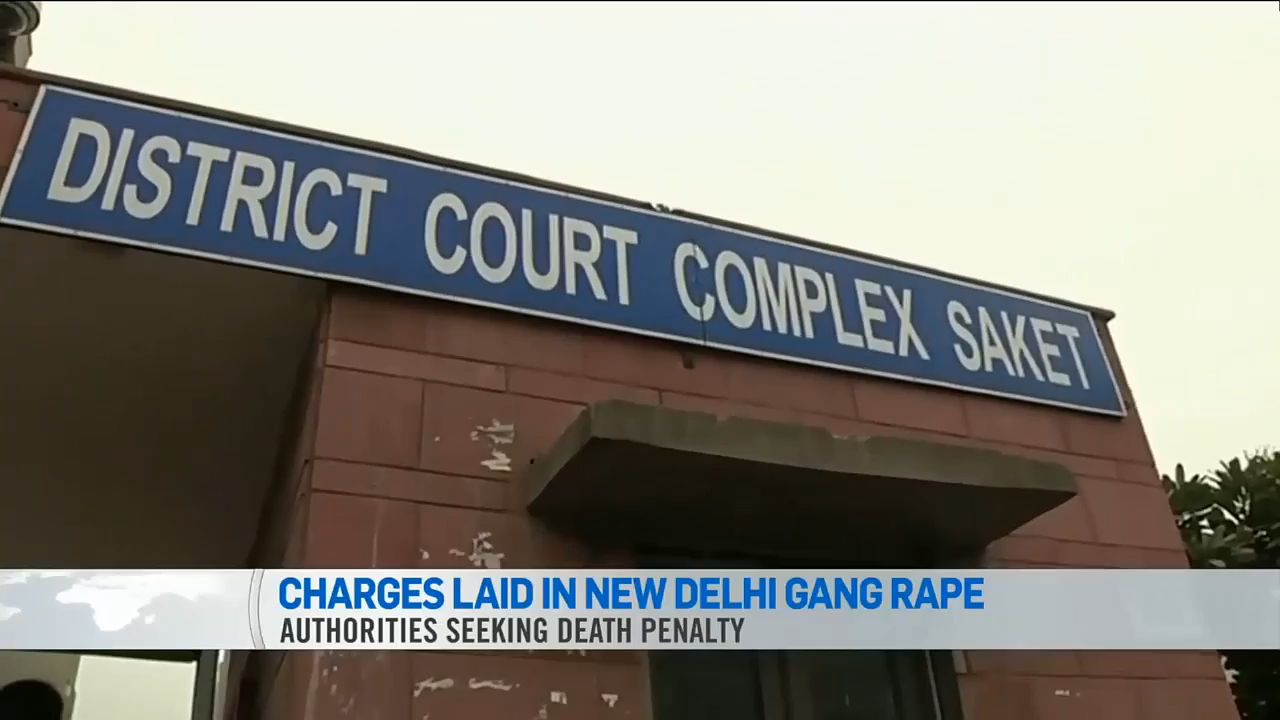 DISTRICT COURT COMPLEX SAKET
CHARGES LAID IN NEW DELHI GANG RAPE
AUTHORITIES SEEKING DEATH PENALTY